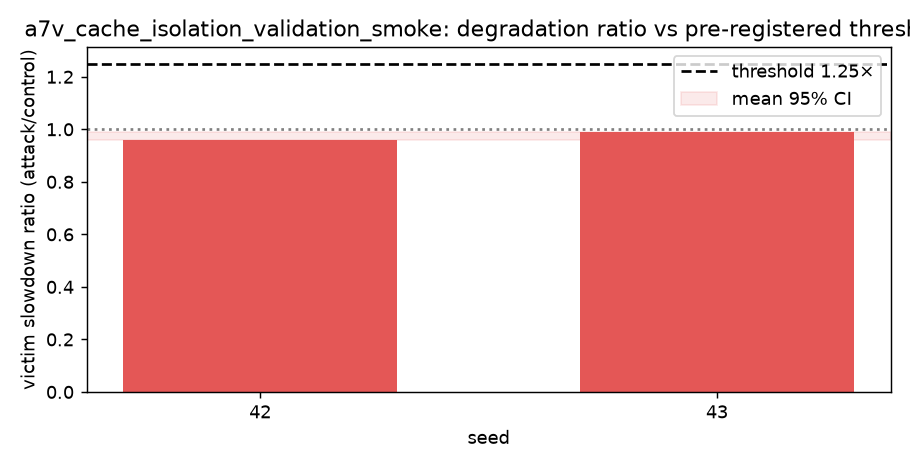 a7v_cache_isolation_validation_smoke: degradation ratio vs pre-registered thresl
victim slowdown ratio (attack/control)
1.2
1.0
0.8
0.6
0.4
0.2
0.0
threshold 1.25×
mean 95% CI
42
43
seed